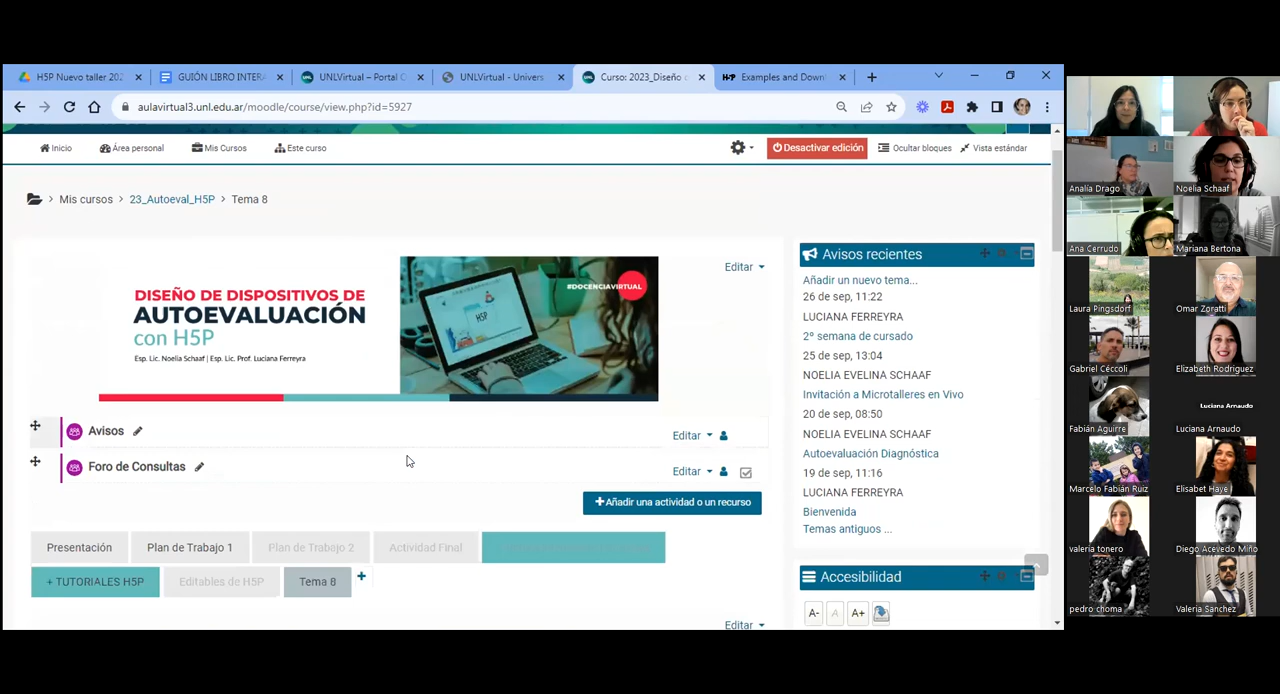 H5P Nuevo taller 202
GUIÓN LIBRO INTERA
UNLVirtual – Portal C
UNLVirtual - Univers
Curso: 2023_Diseño d
H-P Examples and Down
aulavirtual3.unl.edu.ar/moodle/course/view.php?id=5927
Inicio Área personal Mis Cursos Este curso Desactivar edición Ocultar bloques Vista estándar
Mis cursos > 23_Autoeval_H5P > Tema 8
Editar
DISEÑO DE DISPOSITIVOS DE
AUTOEVALUACIÓN
con H5P
Esp. Lic. Noelia Schaaf | Esp. Lic. Prof. Luciana Ferreyra
#DOCENCIAVIRTUAL
H5P
Avisos Editar
Foro de Consultas Editar
+Añadir una actividad o un recurso
Presentación Plan de Trabajo 1 Plan de Trabajo 2 Actividad Final
+ TUTORIALES H5P Editables de H5P Tema 8 +
Editar
Avisos recientes
Añadir un nuevo tema...
26 de sep, 11:22
LUCIANA FERREYRA
2º semana de cursado
25 de sep, 13:04
NOELIA EVELINA SCHAAF
Invitación a Microtalleres en Vivo
20 de sep, 08:50
NOELIA EVELINA SCHAAF
Autoevaluación Diagnóstica
19 de sep, 11:16
LUCIANA FERREYRA
Bienvenida
Temas antiguos ...
Accesibilidad
A- A A+
Analía Drago
Noelia Schaaf
Ana Cerrudo
Mariana Bertona
Laura Pingsdorf
Omar Zoratti
Gabriel Céccoli
Elizabeth Rodriguez
Fabián Aguirre
Luciana Arnaudo
Luciana Arnaudo
Marcelo Fabián Ruiz
Elisabet Haye
valeria tonero
Diego Acevedo Miño
pedro choma
Valeria Sanchez